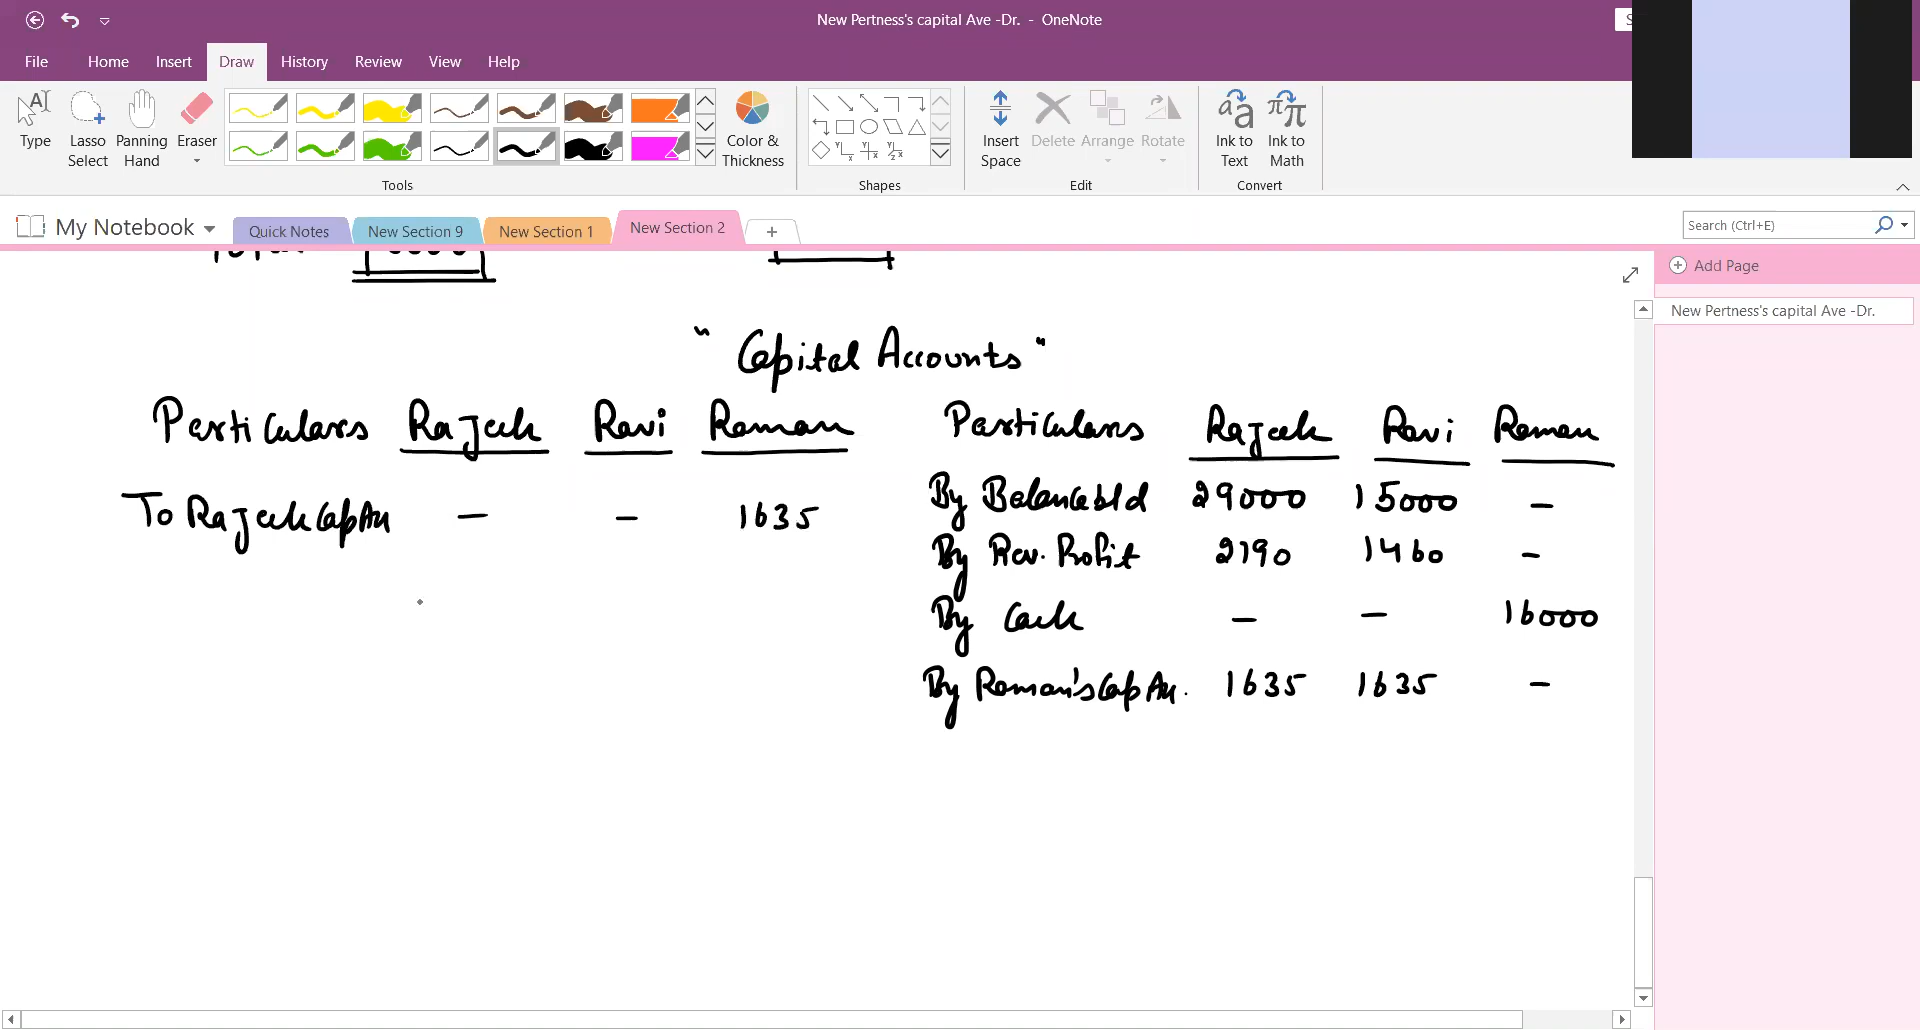 New Pertness's capital Ave -Dr. - OneNote
File Home Insert Draw History Review View Help
Type
Lasso Select
Panning Hand
Eraser
Color & Thickness
Insert Space
Delete Arrange Rotate
Ink to Text
Ink to Math
Tools Shapes Edit Convert
My Notebook Quick Notes New Section 9 New Section 1 New Section 2
Search (Ctrl+E)
Add Page
New Pertness's capital Ave -Dr.
Total
"Capital Accounts"
Particulars Rajesh Ravi Raman Particulars Rajesh Ravi Raman
To Rajesh Cap A/c - - 1635
By Balance b/d 29000 15000 -
By Rev. Profit 2190 1460 -
By Cash - - 16000
By Raman's Cap A/c. 1635 1635 -